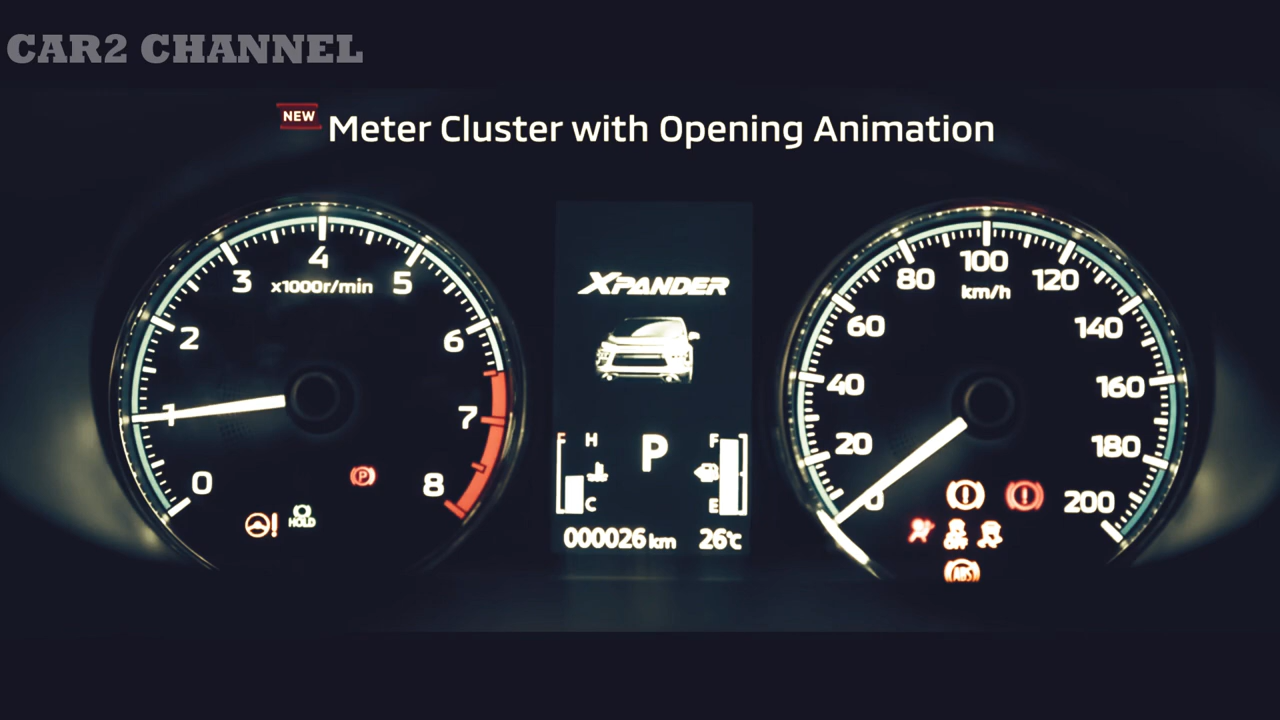 CAR2 CHANNEL
NEW
Meter Cluster with Opening Animation
0
1
2
3
4
5
6
7
8
x1000r/min
P
HOLD
XPANDER
H
C
P
F
E
000026 km
26℃
0
20
40
60
80
100
120
140
160
180
200
km/h
OFF
ABS